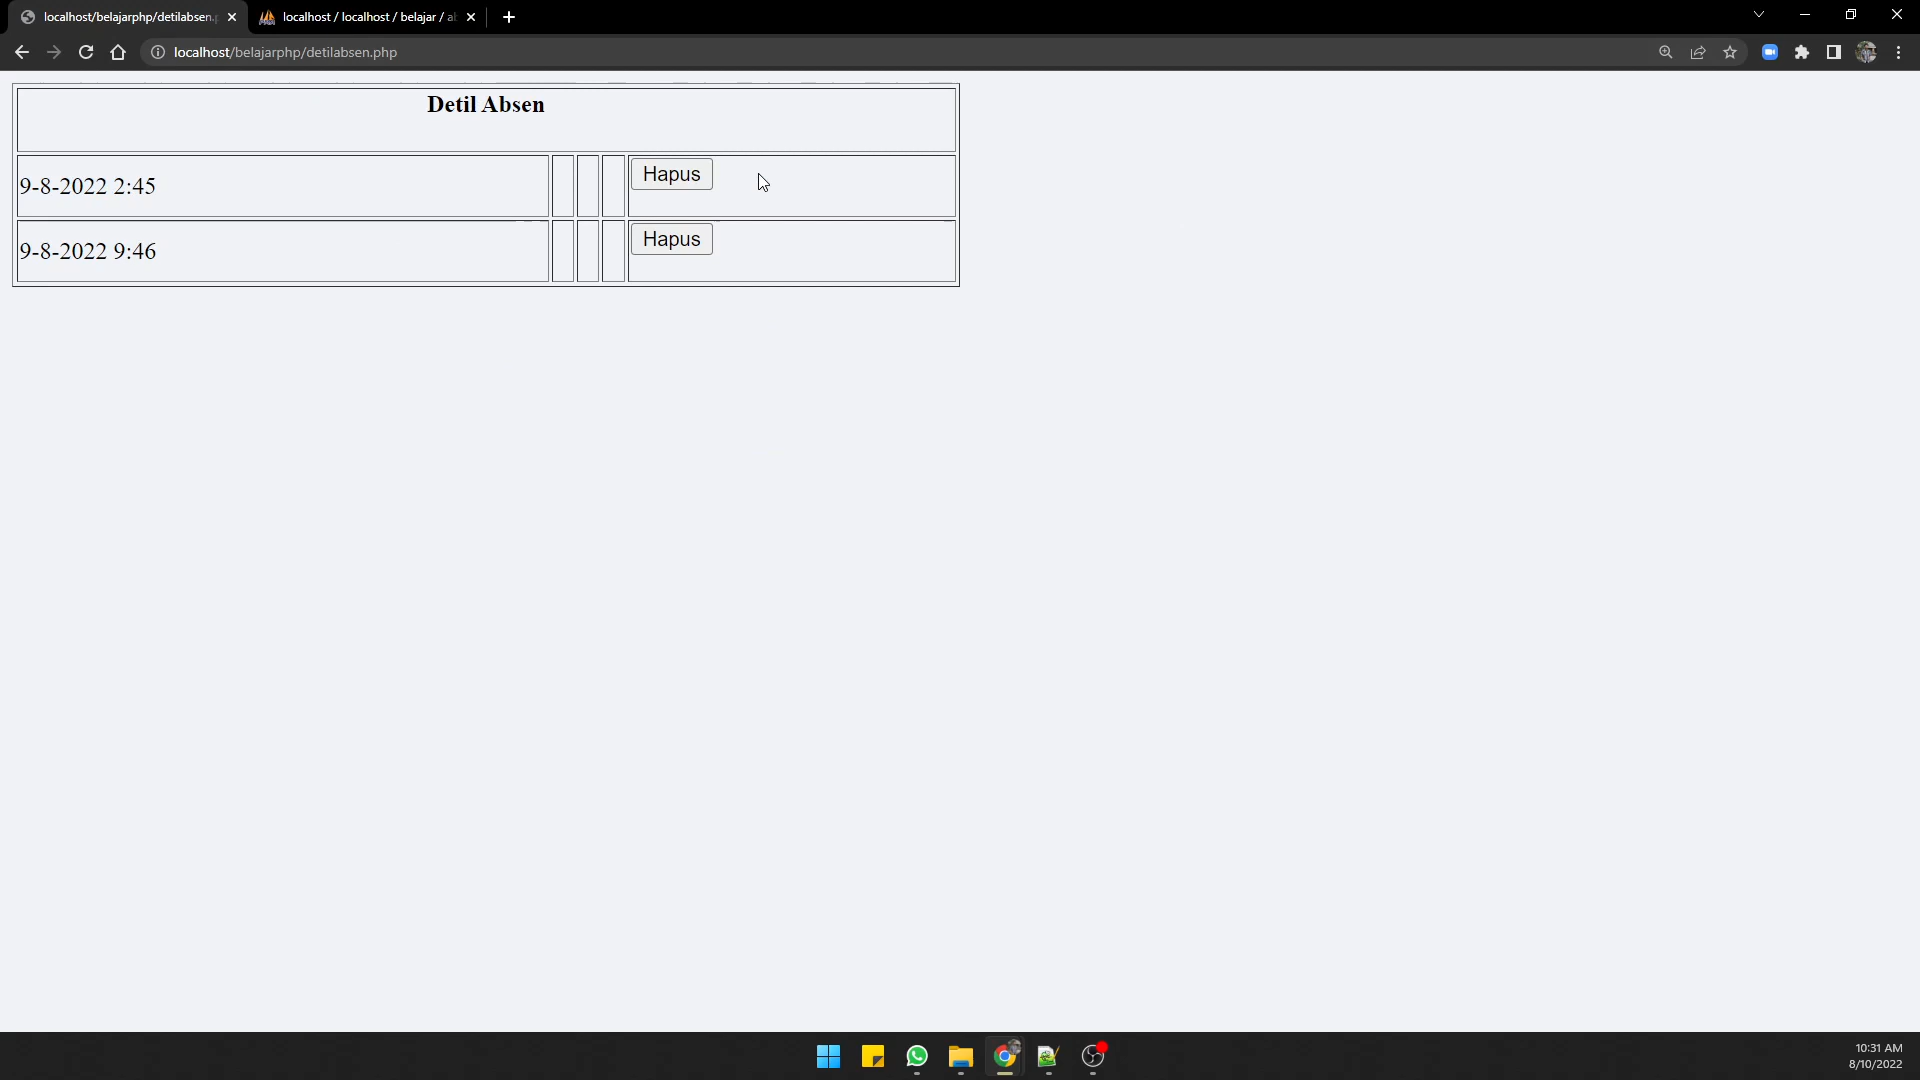 localhost/belajarphp/detilabsen.
localhost / localhost / belajar / a
localhost/belajarphp/detilabsen.php
Detil Absen
9-8-2022 2:45
Hapus
9-8-2022 9:46
Hapus
10:31 AM
8/10/2022